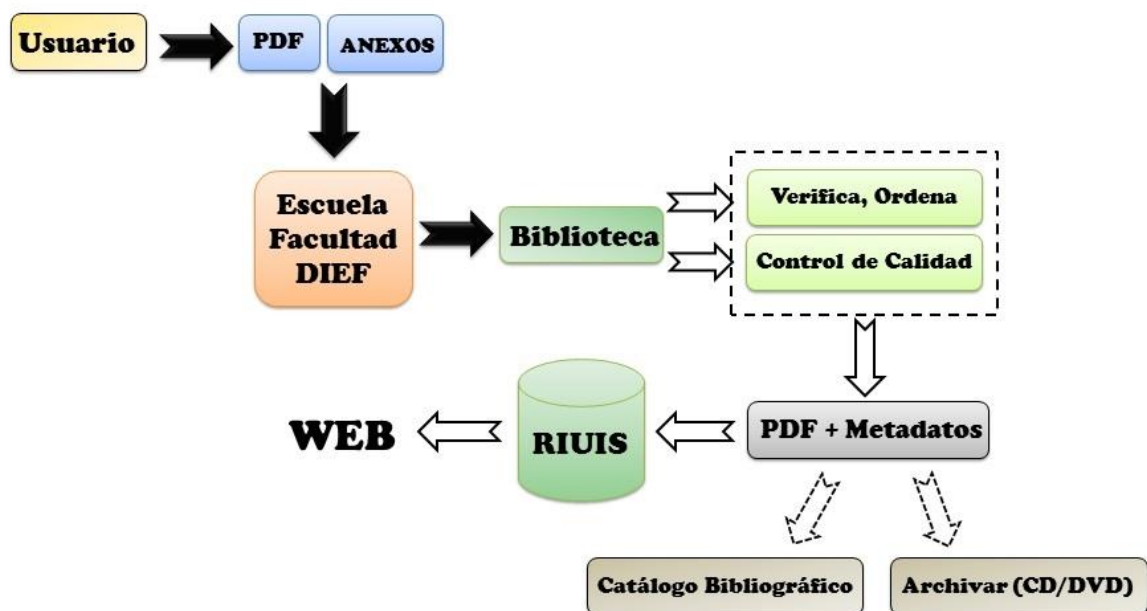 Usuario
PDF
ANEXOS
Escuela
Facultad
DIEF
Biblioteca
Verifica, Ordena
Control de Calidad
PDF + Metadatos
RIUIS
WEB
Catálogo Bibliográfico
Archivar (CD/DVD)